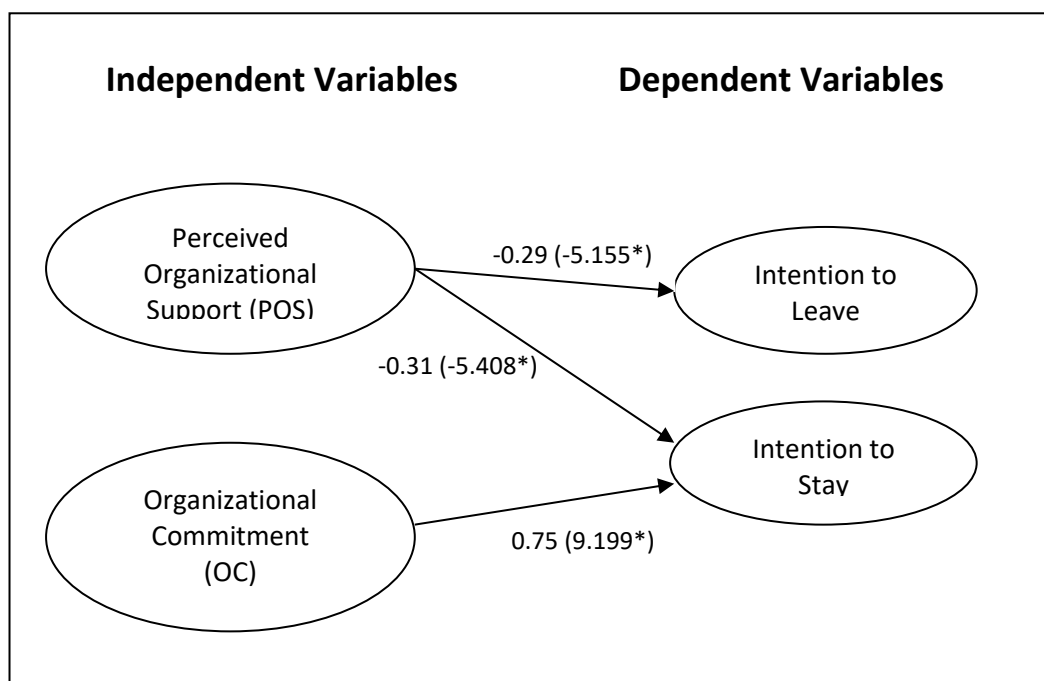 Independent Variables
Dependent Variables
Perceived
Organizational
Support (POS)
-0.29 (-5.155*)
Intention to
Leave
-0.31 (-5.408*)
Intention to
Stay
Organizational
Commitment
(OC)
0.75 (9.199*)